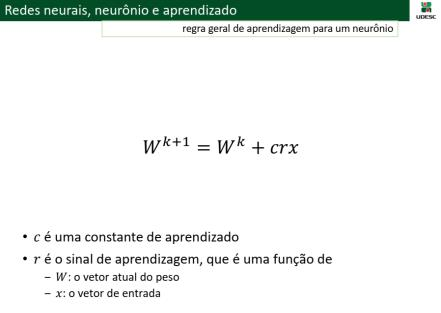 Redes neurais, neurônio e aprendizado
UDESC
regra geral de aprendizagem para um neurônio
W^{k+1} = W^k + crx
• c é uma constante de aprendizado
• r é o sinal de aprendizagem, que é uma função de
– W: o vetor atual do peso
– x: o vetor de entrada